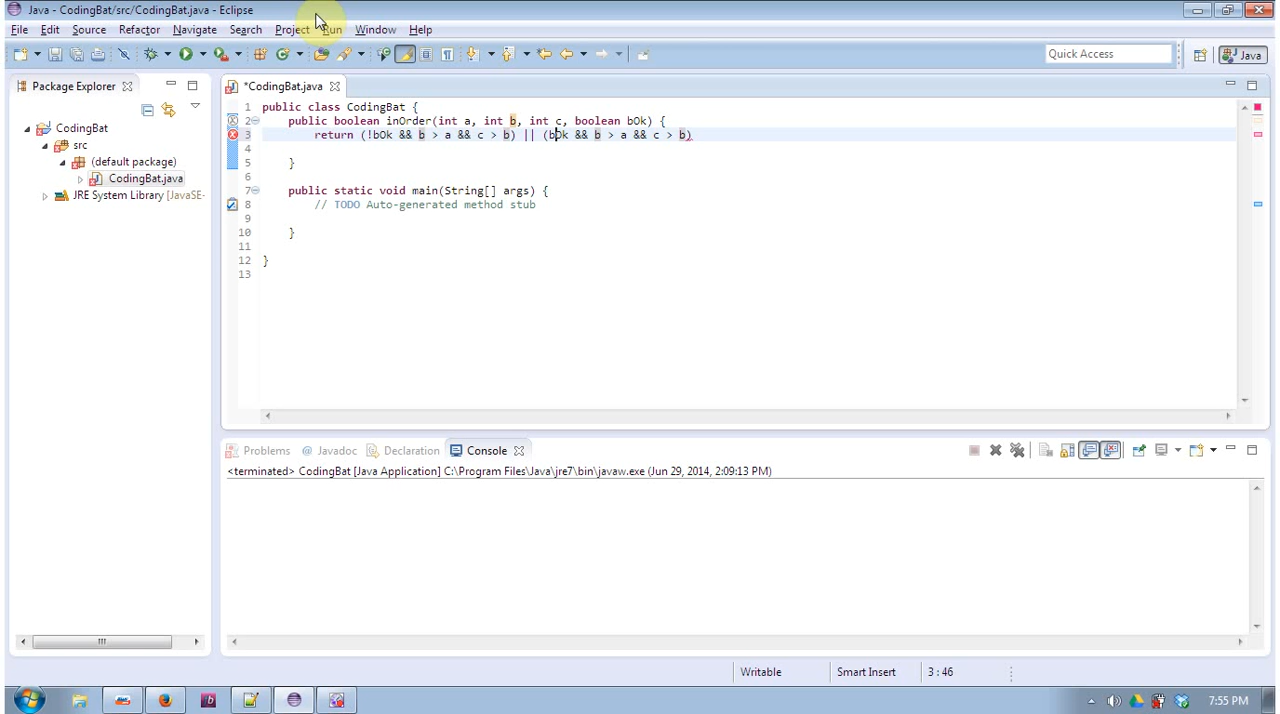 Java - CodingBat/src/CodingBat.java - Eclipse
File Edit Source Refactor Navigate Search Project Run Window Help
Quick Access
Java
Package Explorer
*CodingBat.java
CodingBat
src
(default package)
CodingBat.java
JRE System Library [JavaSE-
1 public class CodingBat {
2 public boolean inOrder(int a, int b, int c, boolean bOk) {
3 return (!bOk && b > a && c > b) || (bOk && b > a && c > b)
4
5 }
6
7 public static void main(String[] args) {
8 // TODO Auto-generated method stub
9
10 }
11
12 }
13
Problems @ Javadoc Declaration Console
<terminated> CodingBat [Java Application] C:\Program Files\Java\jre7\bin\javaw.exe (Jun 29, 2014, 2:09:13 PM)
Writable Smart Insert 3 : 46
7:55 PM